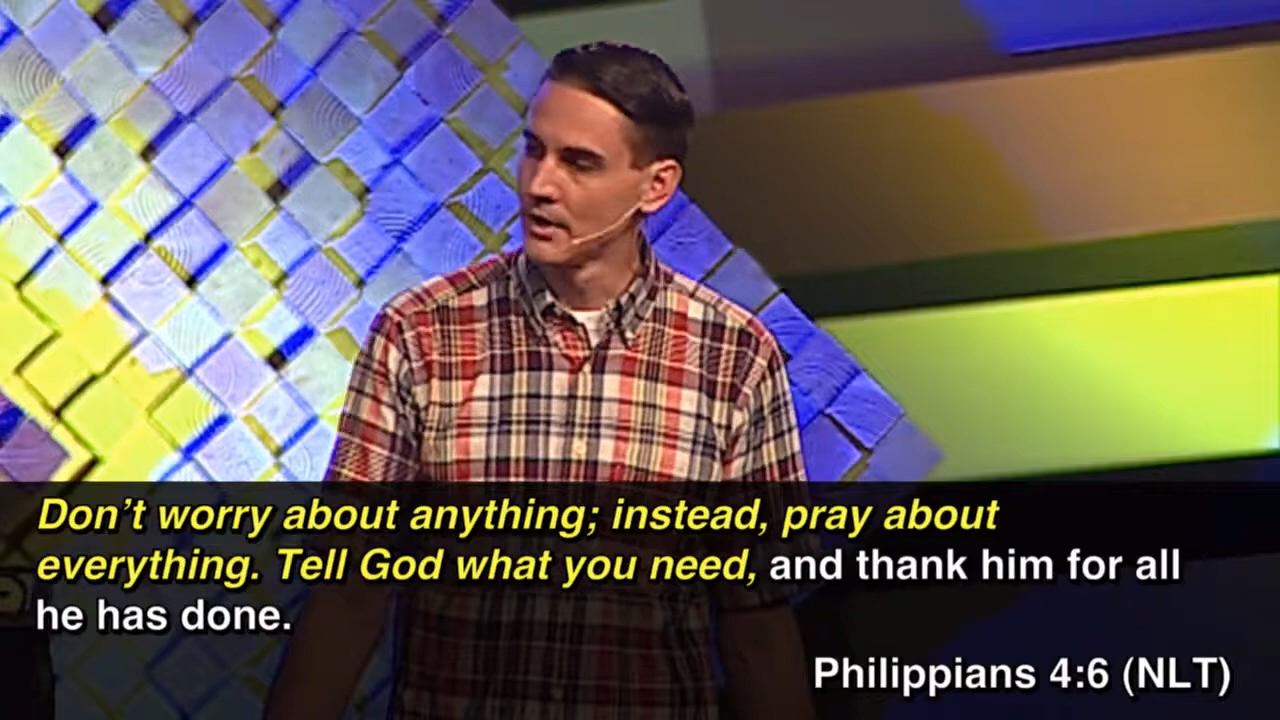 Don’t worry about anything; instead, pray about
everything. Tell God what you need, and thank him for all
he has done.
Philippians 4:6 (NLT)